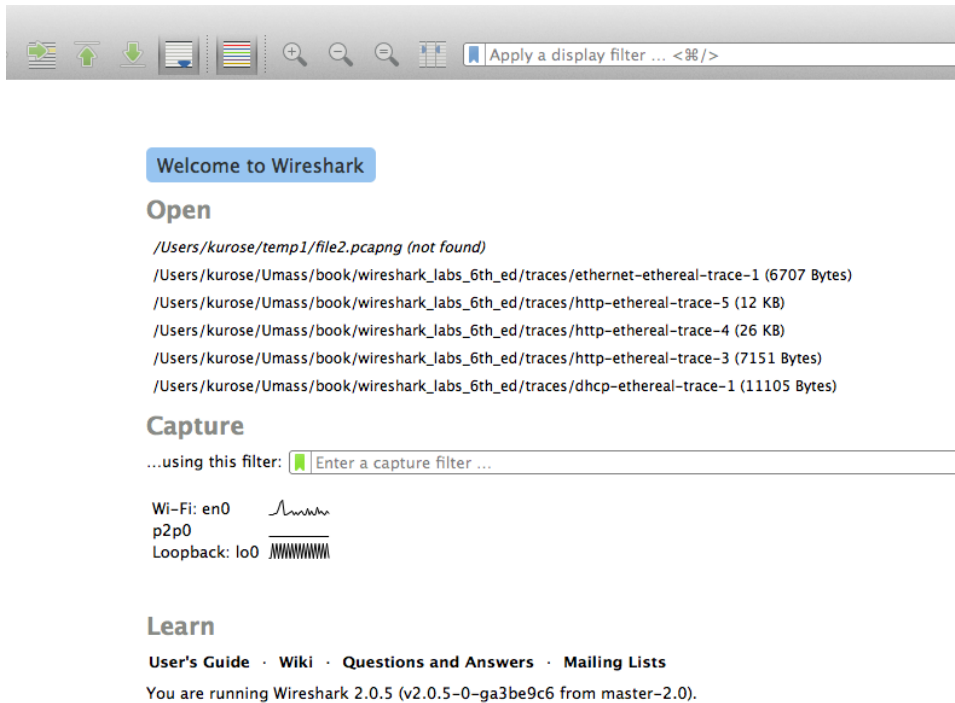 Apply a display filter ... <⌘/>
Welcome to Wireshark
Open
/Users/kurose/temp1/file2.pcapng (not found)
/Users/kurose/Umass/book/wireshark_labs_6th_ed/traces/ethernet-ethereal-trace-1 (6707 Bytes)
/Users/kurose/Umass/book/wireshark_labs_6th_ed/traces/http-ethereal-trace-5 (12 KB)
/Users/kurose/Umass/book/wireshark_labs_6th_ed/traces/http-ethereal-trace-4 (26 KB)
/Users/kurose/Umass/book/wireshark_labs_6th_ed/traces/http-ethereal-trace-3 (7151 Bytes)
/Users/kurose/Umass/book/wireshark_labs_6th_ed/traces/dhcp-ethereal-trace-1 (11105 Bytes)
Capture
...using this filter: Enter a capture filter ...
Wi-Fi: en0
p2p0
Loopback: lo0
Learn
User's Guide · Wiki · Questions and Answers · Mailing Lists
You are running Wireshark 2.0.5 (v2.0.5-0-ga3be9c6 from master-2.0).